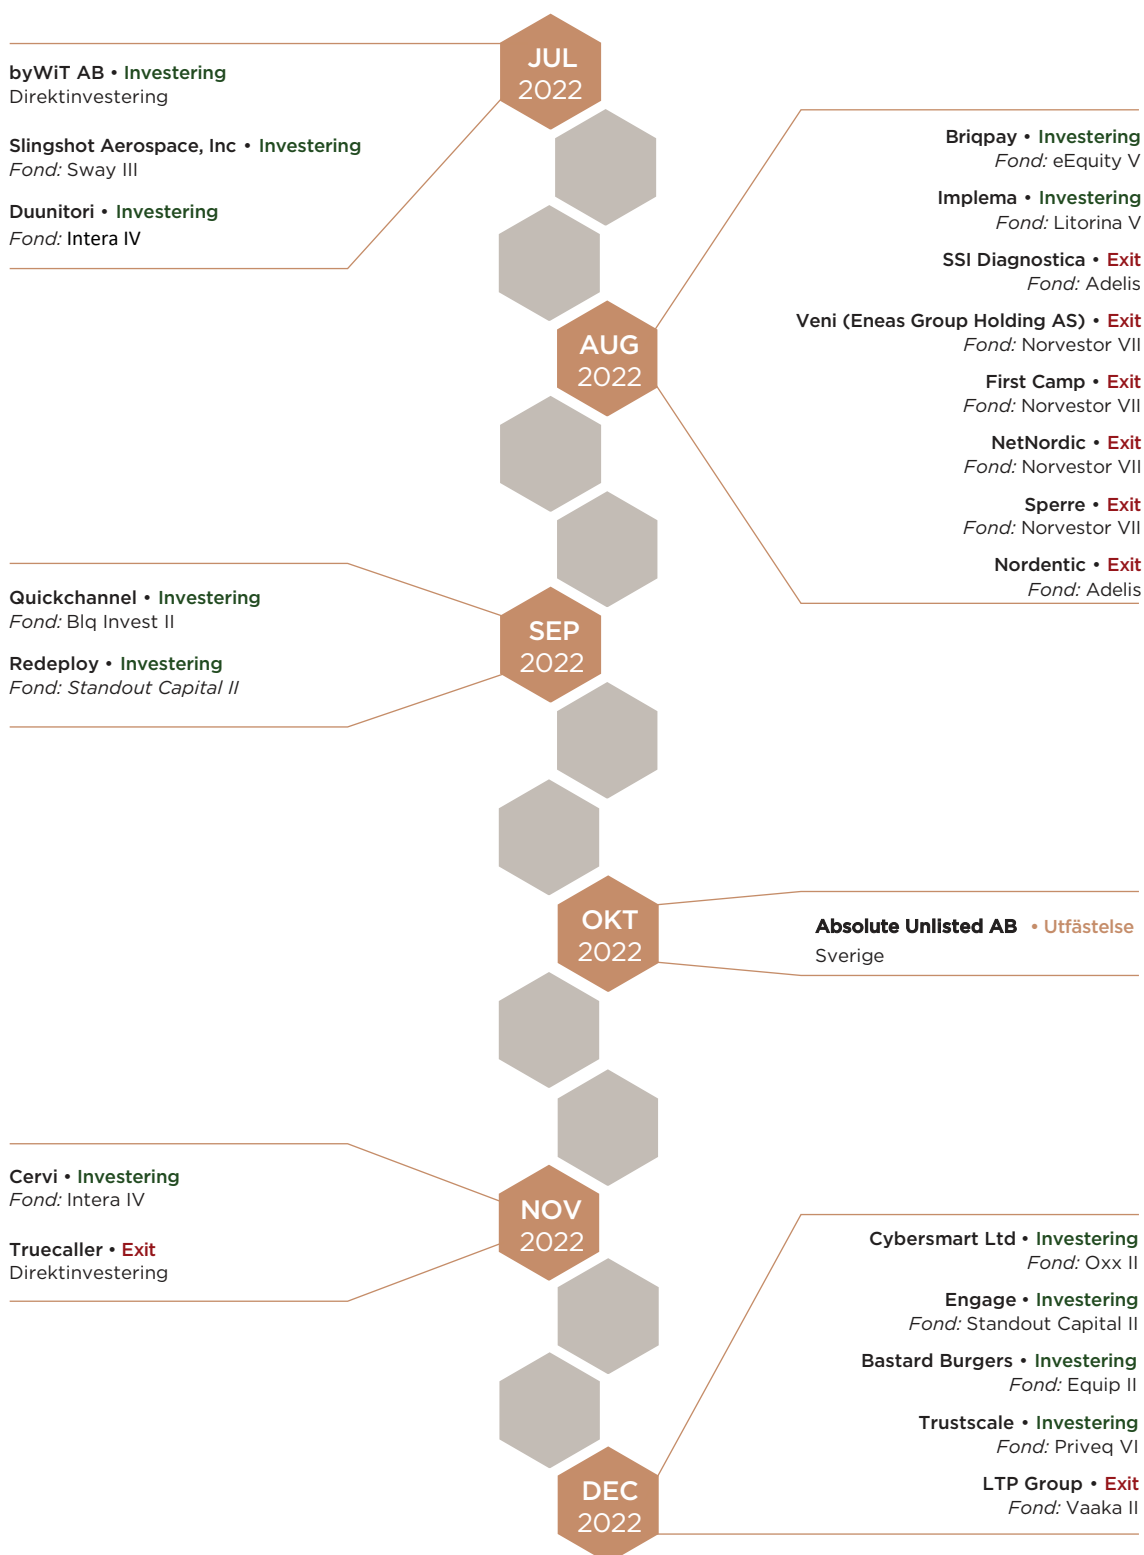 JUL
2022
byWiT AB • Investering
Direktinvestering
Slingshot Aerospace, Inc • Investering
Fond: Sway III
Duunitori • Investering
Fond: Intera IV
AUG
2022
Briqpay • Investering
Fond: eEquity V
Implema • Investering
Fond: Litorina V
SSI Diagnostica • Exit
Fond: Adelis
Veni (Eneas Group Holding AS) • Exit
Fond: Norvestor VII
First Camp • Exit
Fond: Norvestor VII
NetNordic • Exit
Fond: Norvestor VII
Sperre • Exit
Fond: Norvestor VII
Nordentic • Exit
Fond: Adelis
SEP
2022
Quickchannel • Investering
Fond: Blq Invest II
Redeploy • Investering
Fond: Standout Capital II
OKT
2022
Absolute Unlisted AB • Utfästelse
Sverige
NOV
2022
Cervi • Investering
Fond: Intera IV
Truecaller • Exit
Direktinvestering
DEC
2022
Cybersmart Ltd • Investering
Fond: Oxx II
Engage • Investering
Fond: Standout Capital II
Bastard Burgers • Investering
Fond: Equip II
Trustscale • Investering
Fond: Priveq VI
LTP Group • Exit
Fond: Vaaka II